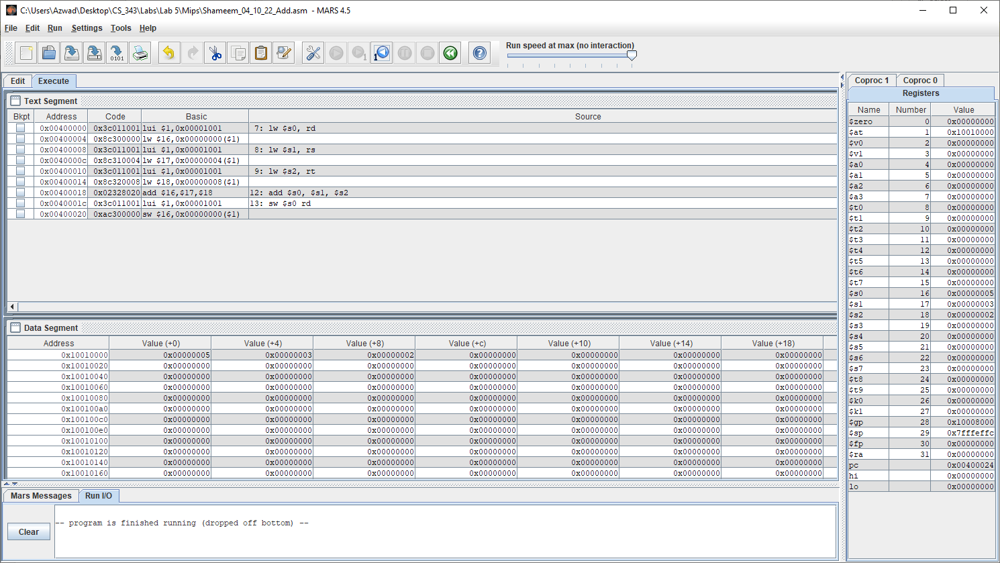 C:\Users\Azwad\Desktop\CS_343\Labs\Lab 5\Mips\Shameem_04_10_22_Add.asm - MARS 4.5
File Edit Run Settings Tools Help
Run speed at max (no interaction)
Edit Execute
Text Segment
Bkpt Address Code Basic Source
0x00400000 0x3c011001 lui $1,0x00001001 7: lw $s0, rd
0x00400004 0x8c300000 lw $16,0x00000000($1)
0x00400008 0x3c011001 lui $1,0x00001001 8: lw $s1, rs
0x0040000c 0x8c310004 lw $17,0x00000004($1)
0x00400010 0x3c011001 lui $1,0x00001001 9: lw $s2, rt
0x00400014 0x8c320008 lw $18,0x00000008($1)
0x00400018 0x02328020 add $16,$17,$18 12: add $s0, $s1, $s2
0x0040001c 0x3c011001 lui $1,0x00001001 13: sw $s0 rd
0x00400020 0xac300000 sw $16,0x00000000($1)
Data Segment
Address Value (+0) Value (+4) Value (+8) Value (+c) Value (+10) Value (+14) Value (+18)
0x10010000 0x00000005 0x00000003 0x00000002 0x00000000 0x00000000 0x00000000 0x00000000
0x10010020 0x00000000 0x00000000 0x00000000 0x00000000 0x00000000 0x00000000 0x00000000
0x10010040 0x00000000 0x00000000 0x00000000 0x00000000 0x00000000 0x00000000 0x00000000
0x10010060 0x00000000 0x00000000 0x00000000 0x00000000 0x00000000 0x00000000 0x00000000
0x10010080 0x00000000 0x00000000 0x00000000 0x00000000 0x00000000 0x00000000 0x00000000
0x100100a0 0x00000000 0x00000000 0x00000000 0x00000000 0x00000000 0x00000000 0x00000000
0x100100c0 0x00000000 0x00000000 0x00000000 0x00000000 0x00000000 0x00000000 0x00000000
0x100100e0 0x00000000 0x00000000 0x00000000 0x00000000 0x00000000 0x00000000 0x00000000
0x10010100 0x00000000 0x00000000 0x00000000 0x00000000 0x00000000 0x00000000 0x00000000
0x10010120 0x00000000 0x00000000 0x00000000 0x00000000 0x00000000 0x00000000 0x00000000
0x10010140 0x00000000 0x00000000 0x00000000 0x00000000 0x00000000 0x00000000 0x00000000
0x10010160 0x00000000 0x00000000 0x00000000 0x00000000 0x00000000 0x00000000 0x00000000
Mars Messages Run I/O
-- program is finished running (dropped off bottom) --
Clear
Coproc 1 Coproc 0
Registers
Name Number Value
$zero 0 0x00000000
$at 1 0x10010000
$v0 2 0x00000000
$v1 3 0x00000000
$a0 4 0x00000000
$a1 5 0x00000000
$a2 6 0x00000000
$a3 7 0x00000000
$t0 8 0x00000000
$t1 9 0x00000000
$t2 10 0x00000000
$t3 11 0x00000000
$t4 12 0x00000000
$t5 13 0x00000000
$t6 14 0x00000000
$t7 15 0x00000000
$s0 16 0x00000005
$s1 17 0x00000003
$s2 18 0x00000002
$s3 19 0x00000000
$s4 20 0x00000000
$s5 21 0x00000000
$s6 22 0x00000000
$s7 23 0x00000000
$t8 24 0x00000000
$t9 25 0x00000000
$k0 26 0x00000000
$k1 27 0x00000000
$gp 28 0x10008000
$sp 29 0x7fffeffc
$fp 30 0x00000000
$ra 31 0x00000000
pc 0x00400024
hi 0x00000000
lo 0x00000000